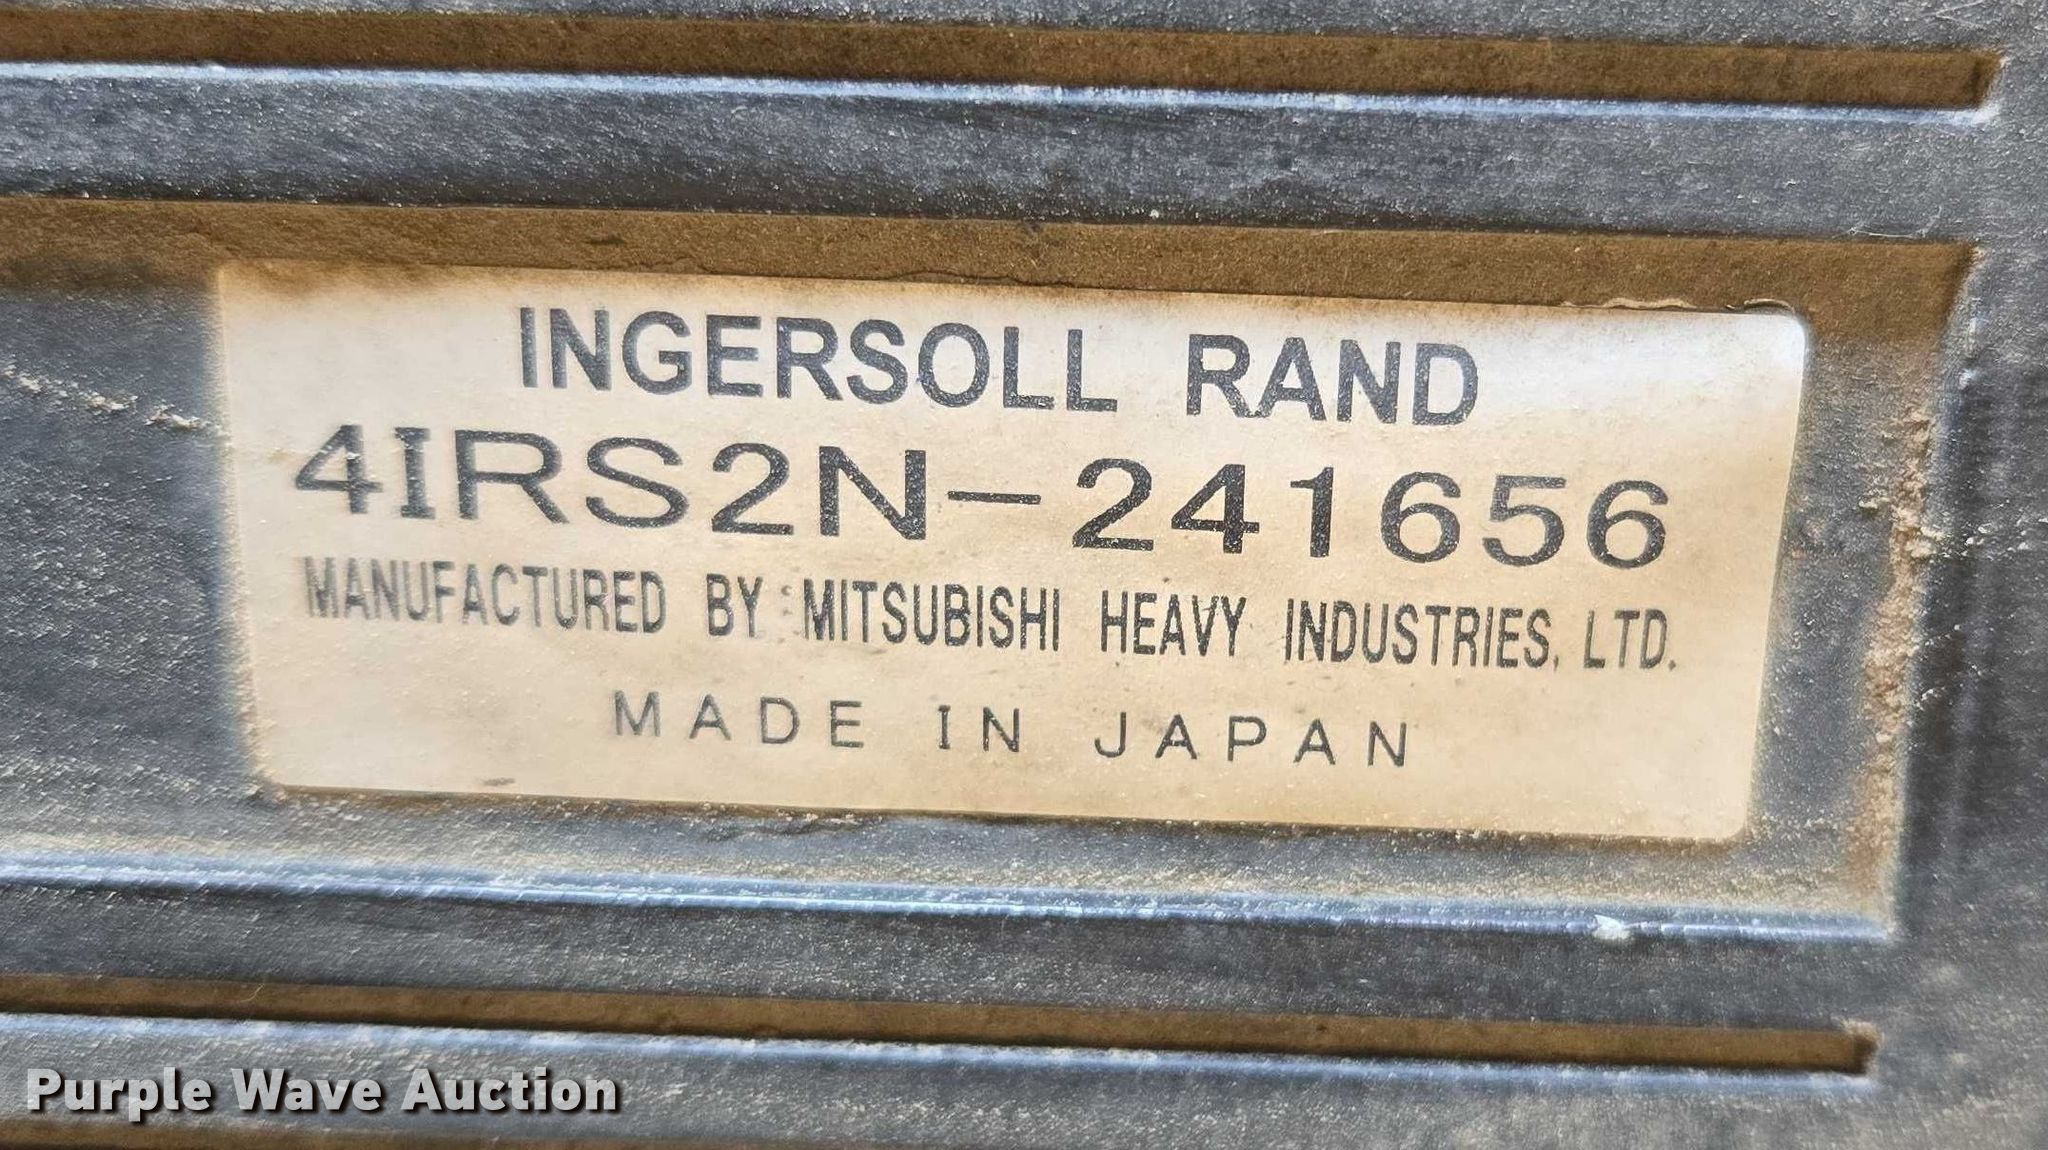 INGERSOLL RAND
4IRS2N-241656
MANUFACTURED BY : MITSUBISHI HEAVY INDUSTRIES, LTD.
MADE IN JAPAN
Purple Wave Auction